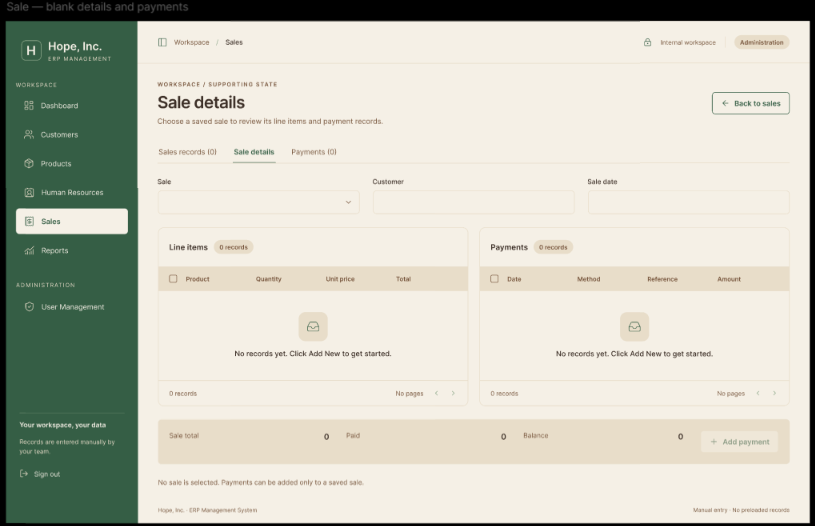 Sale — blank details and payments
H
Hope, Inc.
ERP MANAGEMENT
WORKSPACE
Dashboard
Customers
Products
Human Resources
Sales
Reports
ADMINISTRATION
User Management
Your workspace, your data
Records are entered manually by
your team.
Sign out
Workspace / Sales
Internal workspace
Administration
WORKSPACE / SUPPORTING STATE
Sale details
Choose a saved sale to review its line items and payment records.
← Back to sales
Sales records (0) Sale details Payments (0)
Sale Customer Sale date
Line items 0 records
Product Quantity Unit price Total
No records yet. Click Add New to get started.
0 records No pages < >
Payments 0 records
Date Method Reference Amount
No records yet. Click Add New to get started.
0 records No pages < >
Sale total 0 Paid 0 Balance 0 + Add payment
No sale is selected. Payments can be added only to a saved sale.
Hope, Inc. · ERP Management System
Manual entry · No preloaded records